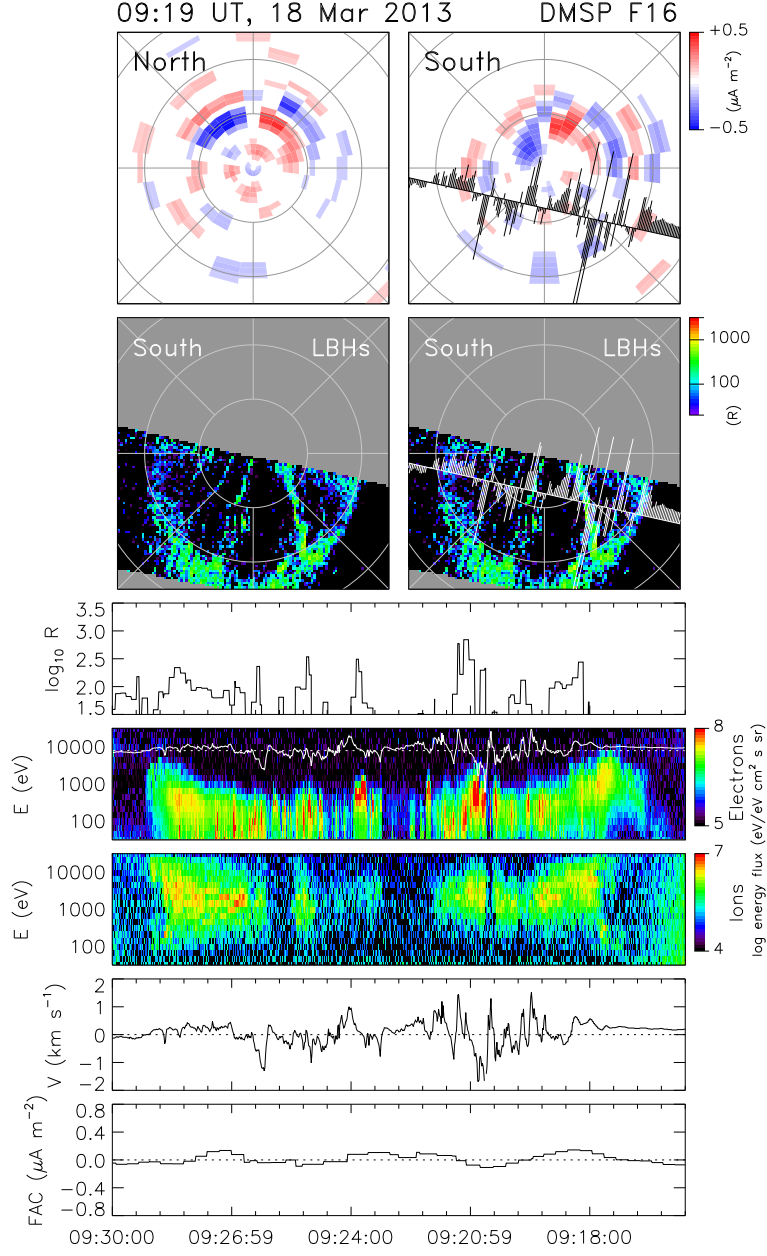 09:19 UT, 18 Mar 2013 DMSP F16
North
South
+0.5
(μA m⁻²)
−0.5
South LBHs
South LBHs
1000
100
(R)
3.5
3.0
2.5
2.0
1.5
log₁₀ R
10000
1000
100
E (eV)
8
5
Electrons
10000
1000
100
E (eV)
7
4
Ions
log energy flux (eV/eV cm² s sr)
2
1
0
−1
−2
V (km s⁻¹)
0.8
0.4
0.0
−0.4
−0.8
FAC (μA m⁻²)
09:30:00 09:26:59 09:24:00 09:20:59 09:18:00